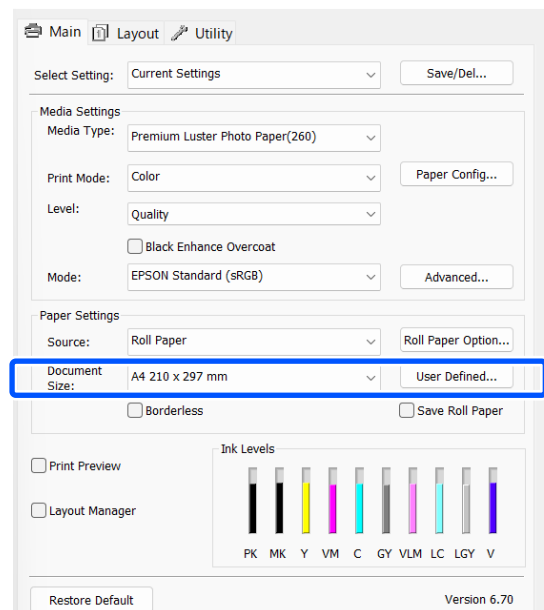 Main Layout Utility
Select Setting: Current Settings Save/Del...
Media Settings
Media Type: Premium Luster Photo Paper(260)
Print Mode: Color Paper Config...
Level: Quality
Black Enhance Overcoat
Mode: EPSON Standard (sRGB) Advanced...
Paper Settings
Source: Roll Paper Roll Paper Option...
Document
Size: A4 210 x 297 mm User Defined...
Borderless Save Roll Paper
Ink Levels
Print Preview
Layout Manager
PK MK Y VM C GY VLM LC LGY V
Restore Default Version 6.70